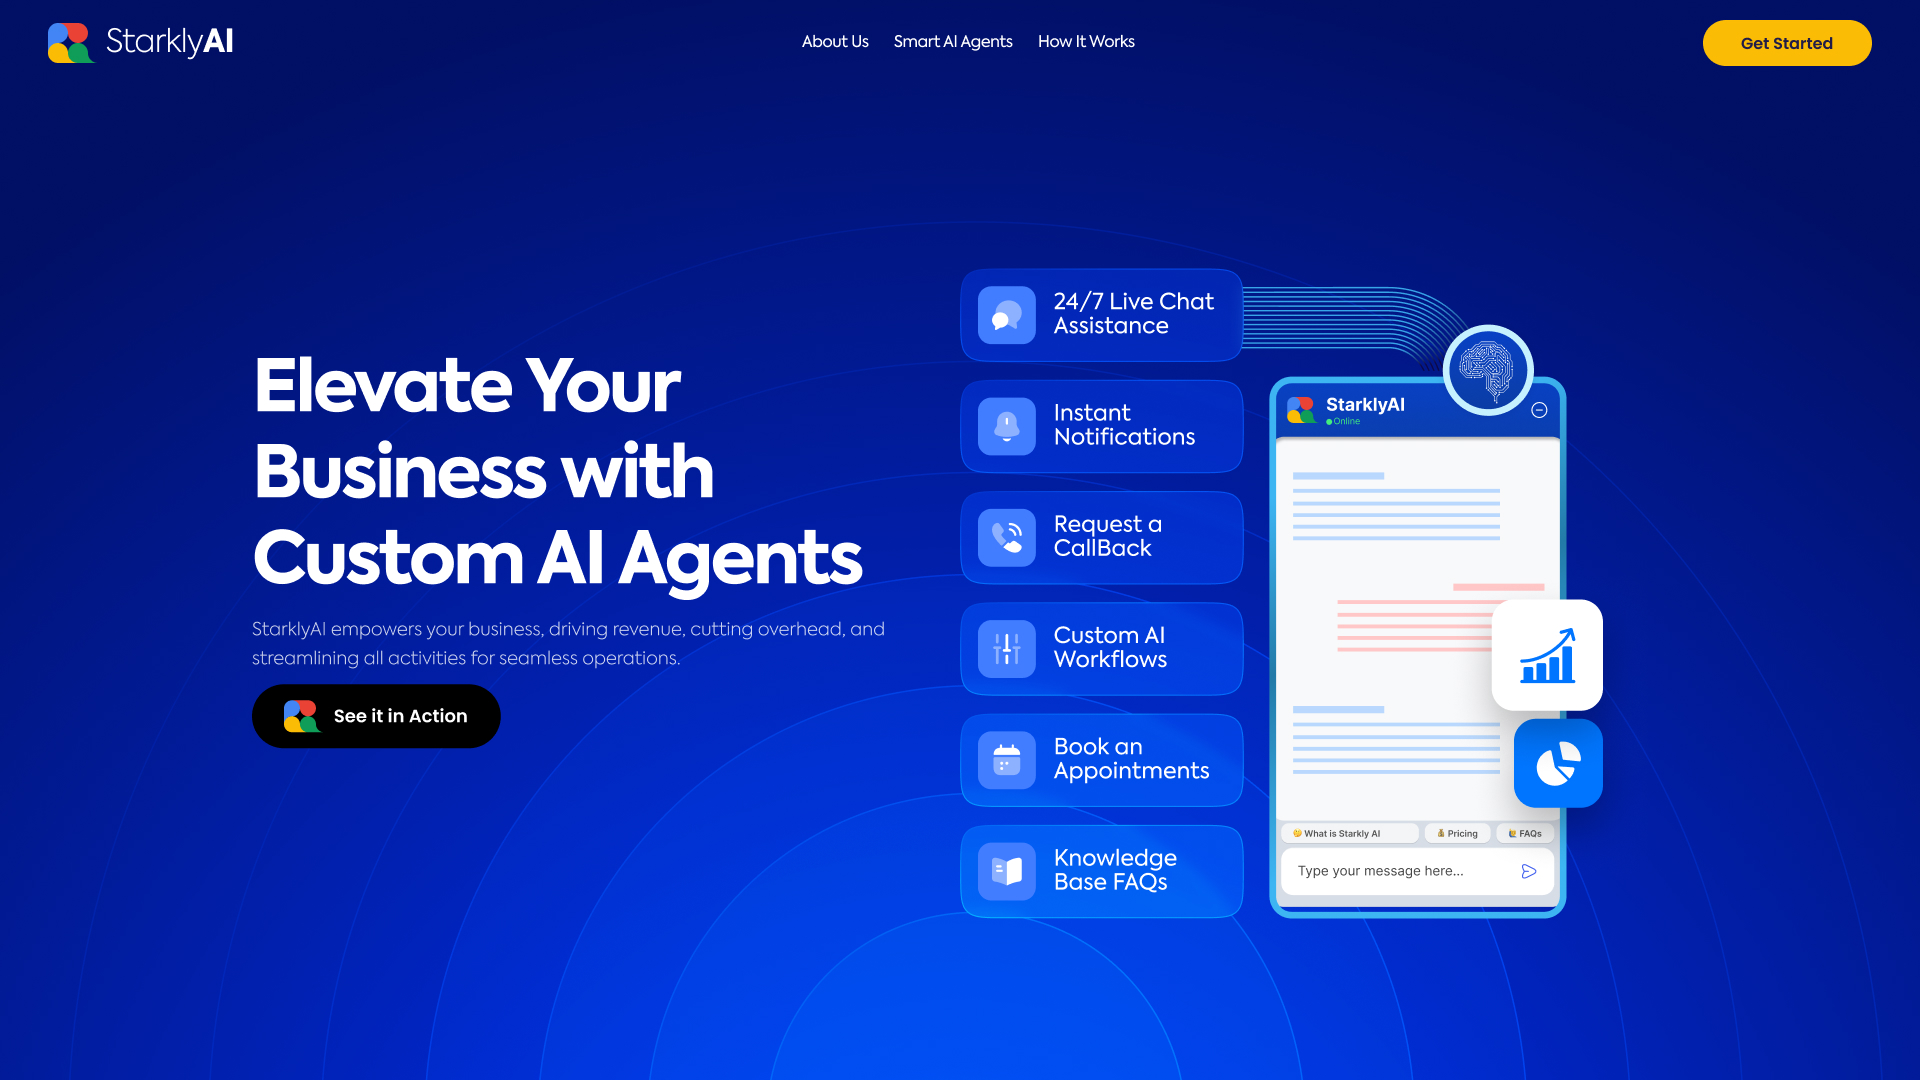 StarklyAI
About Us
Smart AI Agents
How It Works
Get Started
Elevate Your
Business with
Custom AI Agents
StarklyAI empowers your business, driving revenue, cutting overhead, and
streamlining all activities for seamless operations.
See it in Action
24/7 Live Chat
Assistance
Instant
Notifications
Request a
CallBack
Custom AI
Workflows
Book an
Appointments
Knowledge
Base FAQs
StarklyAI
Online
What is Starkly AI
Pricing
FAQs
Type your message here...